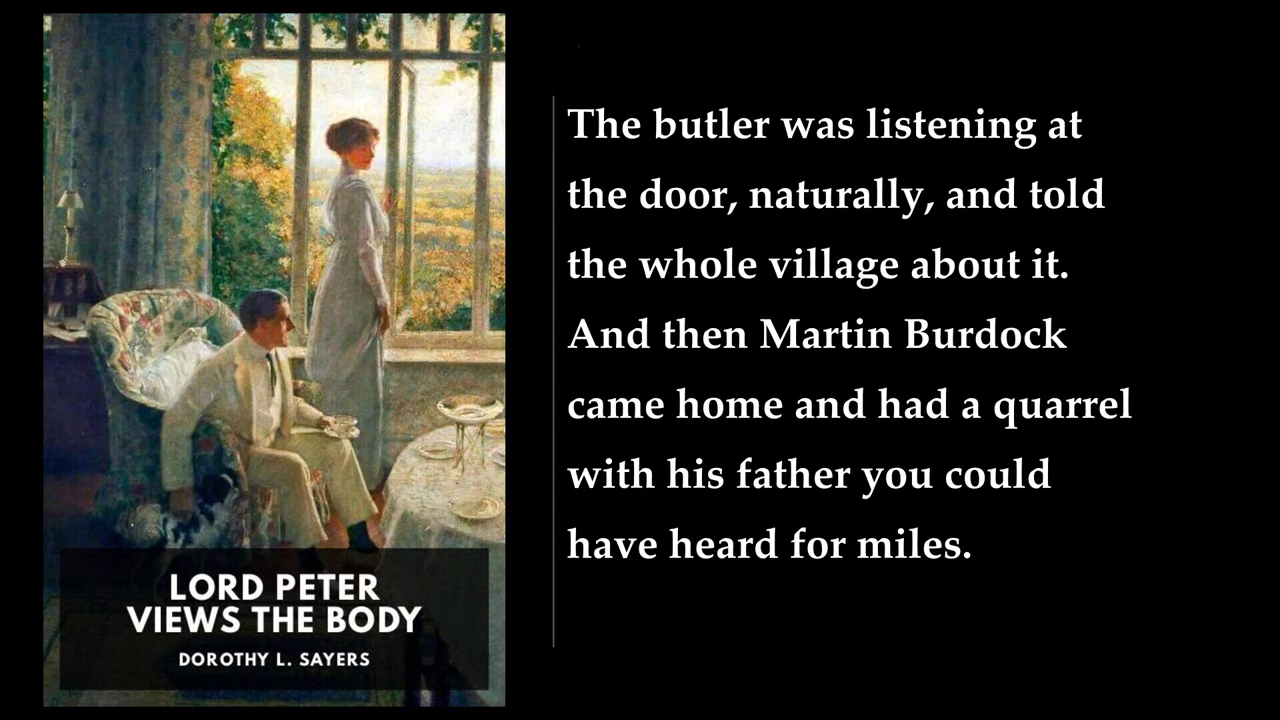 LORD PETER
VIEWS THE BODY
DOROTHY L. SAYERS
The butler was listening at
the door, naturally, and told
the whole village about it.
And then Martin Burdock
came home and had a quarrel
with his father you could
have heard for miles.